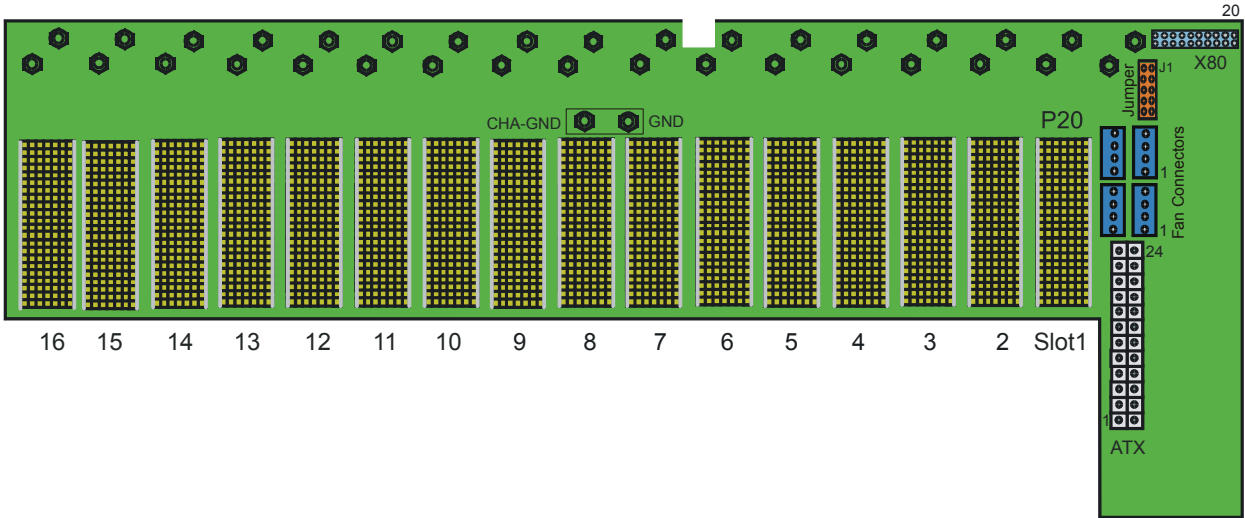 20
X80
J1
Jumper
CHA-GND GND
P20
1
Fan Connectors
1
24
16 15 14 13 12 11 10 9 8 7 6 5 4 3 2 Slot1
1
ATX